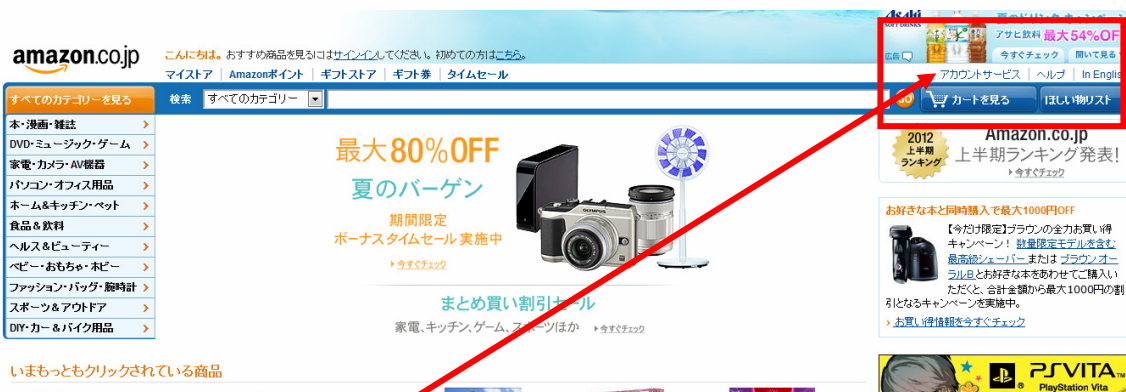 Asahi
SOFT DRINKS
夏のドリンクキャンペーン
アサヒ飲料 最大54%OF
広告
今すぐチェック
開いて見る
amazon.co.jp
こんにちは。おすすめ商品を見るにはサインインしてください。初めての方はこちら。
マイストア | Amazonポイント | ギフトストア | ギフト券 | タイムセール
アカウントサービス | ヘルプ | In Englis
すべてのカテゴリーを見る
検索 すべてのカテゴリー
GO
カートを見る
ほしい物リスト
本・漫画・雑誌
DVD・ミュージック・ゲーム
家電・カメラ・AV機器
パソコン・オフィス用品
ホーム&キッチン・ペット
食品&飲料
ヘルス&ビューティー
ベビー・おもちゃ・ホビー
ファッション・バッグ・腕時計
スポーツ&アウトドア
DIY・カー&バイク用品
最大80%OFF
夏のバーゲン
期間限定
ボーナスタイムセール実施中
今すぐチェック
OLYMPUS
まとめ買い割引セール
家電、キッチン、ゲーム、スポーツほか 今すぐチェック
2012
上半期
ランキング
Amazon.co.jp
上半期ランキング発表!
今すぐチェック
お好きな本と同時購入で最大1000円OFF
【今だけ限定】ブラウンの全力お買い得
キャンペーン! 数量限定モデルを含む
最高級シェーバーまたは ブラウンオー
ラルBとお好きな本をあわせてご購入い
ただくと、合計金額から最大1000円の割
引となるキャンペーンを実施中。
お買い得情報を今すぐチェック
いまもっともクリックされている商品
PSVITA
PlayStation Vita